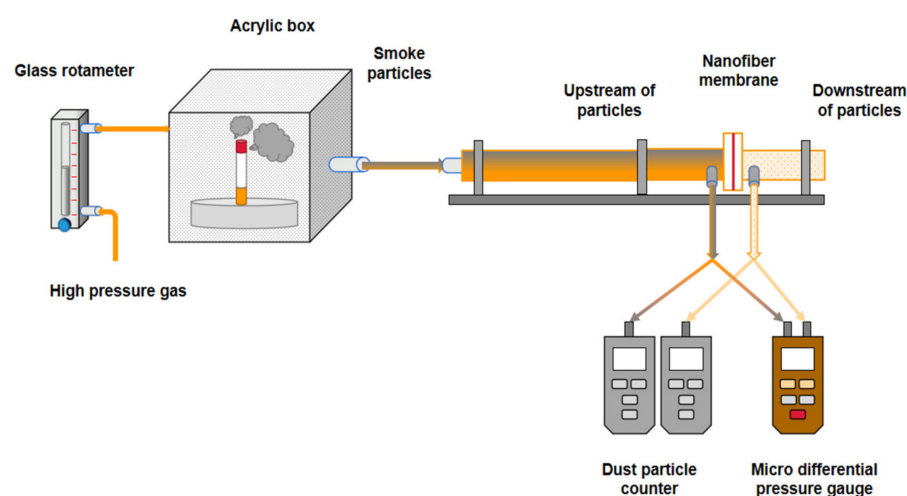 Acrylic box
Glass rotameter
Smoke
particles
Nanofiber
membrane
Upstream of
particles
Downstream
of particles
High pressure gas
Dust particle
counter
Micro differential
pressure gauge